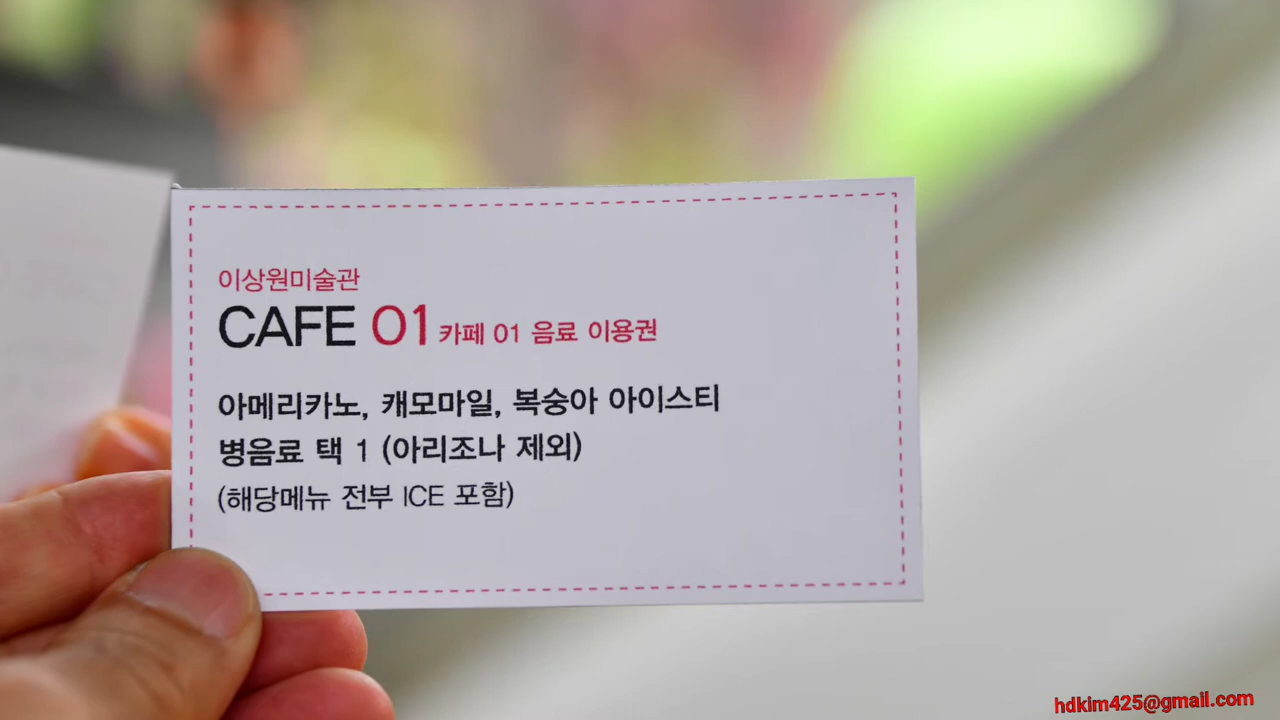 이상원미술관
CAFE 01 카페 01 음료 이용권
아메리카노, 캐모마일, 복숭아 아이스티
병음료 택 1 (아리조나 제외)
(해당메뉴 전부 ICE 포함)
hdkim425@gmail.com